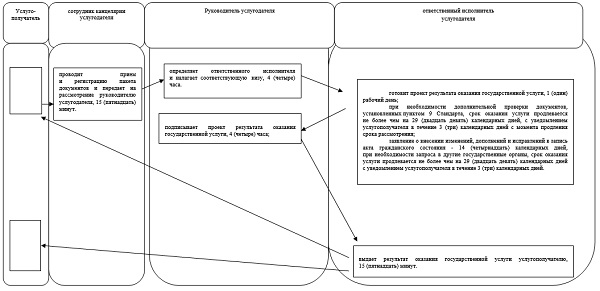 Услуго-
получатель
сотрудник канцелярии
услугодателя
Руководитель услугодателя
ответственный исполнитель
услугодателя
проводит прием
и регистрацию пакета
документов и передает на
рассмотрение руководителю
услугодателя, 15 (пятнадцать)
минут.
определяет ответственного исполнителя
и налагает соответствующую визу, 4 (четыре)
часа.
подписывает проект результата оказания
государственной услуги, 4 (четыре) часа;
готовит проект результата оказания государственной услуги, 1 (один)
рабочий день;
при необходимости дополнительной проверки документов,
установленных пунктом 9 Стандарта, срок оказания услуги продлевается
не более чем на 29 (двадцать девять) календарных дней, с уведомлением
услугополучателя в течение 3 (три) календарных дней с момента продления
срока рассмотрения;
заявление о внесении изменений, дополнений и исправлений в запись
акта гражданского состояния - 14 (четырнадцать) календарных дней,
при необходимости запроса в другие государственные органы, срок оказания
услуги продлевается не более чем на 29 (двадцать девять) календарных дней
с уведомлением услугополучателя в течение 3 (три) календарных дней.
выдает результат оказания государственной услуги услугополучателю,
15 (пятнадцать) минут.